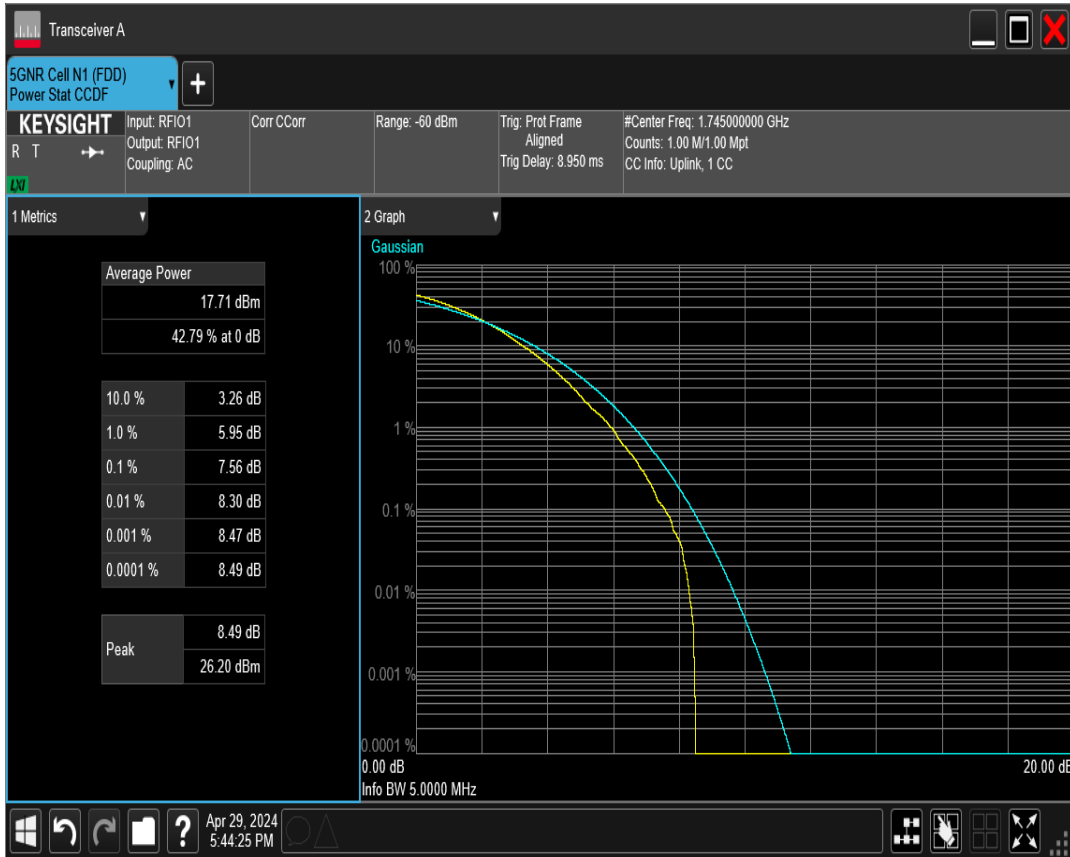 Transceiver A
5GNR Cell N1 (FDD)
Power Stat CCDF
+
KEYSIGHT
R T
LXI
Input: RFIO1
Output: RFIO1
Coupling: AC
Corr CCorr
Range: -60 dBm
Trig: Prot Frame
Aligned
Trig Delay: 8.950 ms
#Center Freq: 1.745000000 GHz
Counts: 1.00 M/1.00 Mpt
CC Info: Uplink, 1 CC
1 Metrics
Average Power
17.71 dBm
42.79 % at 0 dB
10.0 % 3.26 dB
1.0 % 5.95 dB
0.1 % 7.56 dB
0.01 % 8.30 dB
0.001 % 8.47 dB
0.0001 % 8.49 dB
Peak
8.49 dB
26.20 dBm
2 Graph
Gaussian
100 %
10 %
1 %
0.1 %
0.01 %
0.001 %
0.0001 %
0.00 dB 20.00 dB
Info BW 5.0000 MHz
?
Apr 29, 2024
5:44:25 PM